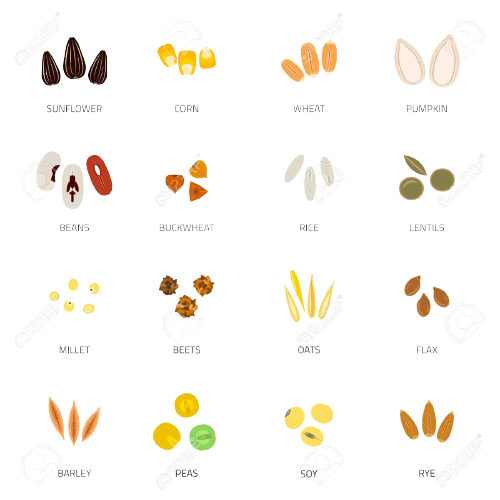 SUNFLOWER CORN WHEAT PUMPKIN
BEANS BUCKWHEAT RICE LENTILS
MILLET BEETS OATS FLAX
BARLEY PEAS SOY RYE